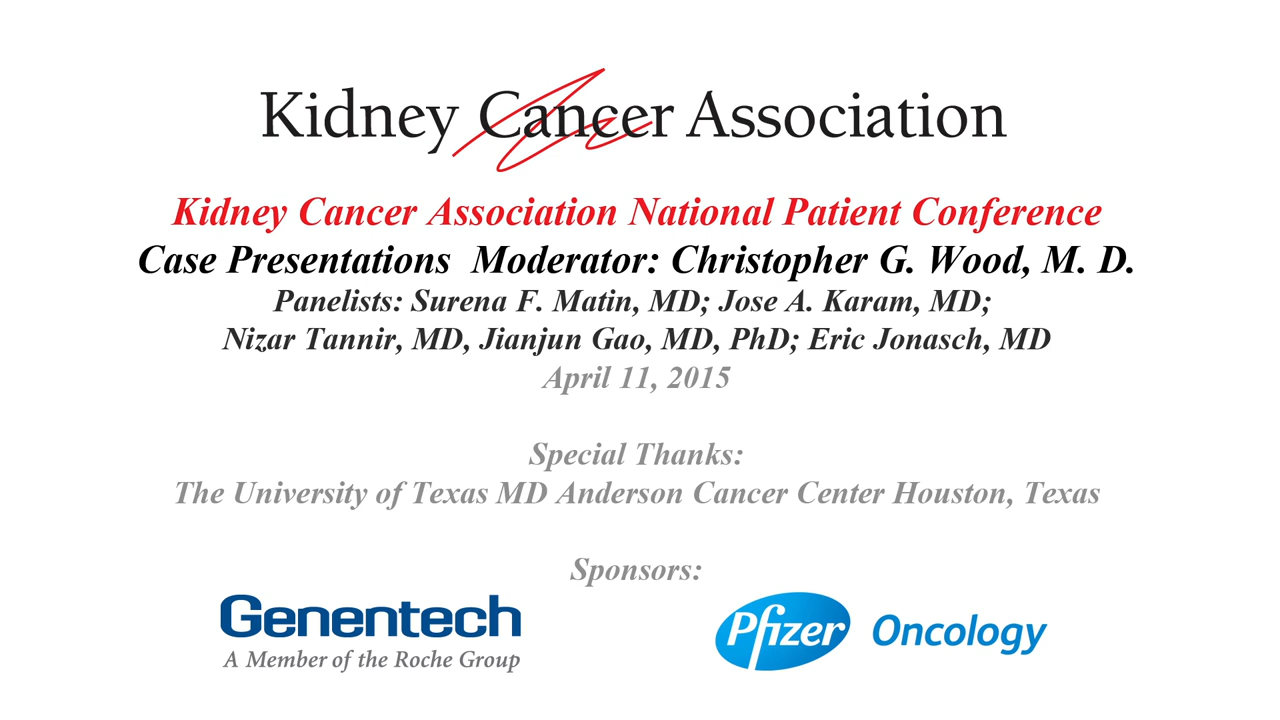 Kidney Cancer Association
Kidney Cancer Association National Patient Conference
Case Presentations  Moderator: Christopher G. Wood, M. D.
Panelists: Surena F. Matin, MD; Jose A. Karam, MD;
Nizar Tannir, MD, Jianjun Gao, MD, PhD; Eric Jonasch, MD
April 11, 2015
Special Thanks:
The University of Texas MD Anderson Cancer Center Houston, Texas
Sponsors:
Genentech
A Member of the Roche Group
Pfizer Oncology